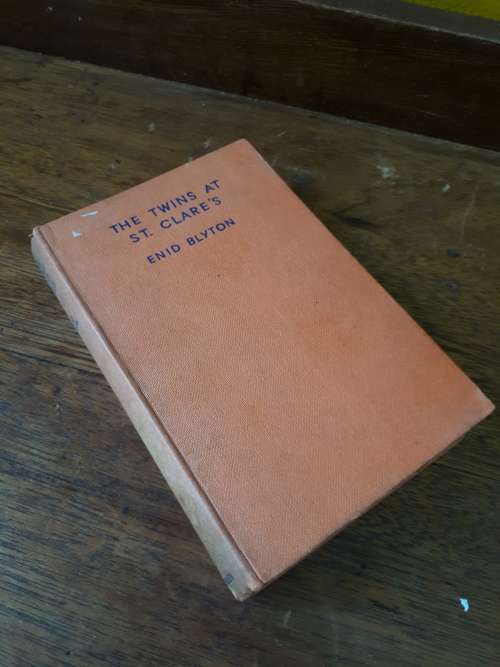 THE TWINS AT
ST. CLARE'S
ENID BLYTON